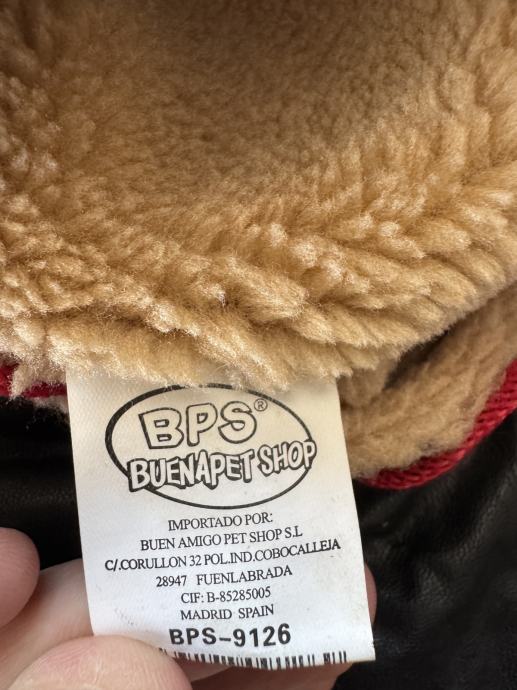 BPS®
BUENAPET SHOP
IMPORTADO POR:
BUEN AMIGO PET SHOP S.L
C/.CORULLON 32 POL.IND.COBOCALLEJA
28947 FUENLABRADA
CIF: B-85285005
MADRID SPAIN
BPS-9126